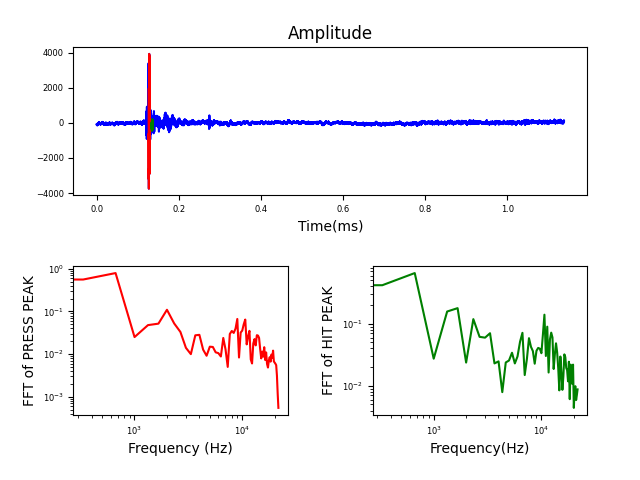 Amplitude
4000
2000
0
−2000
−4000
0.0 0.2 0.4 0.6 0.8 1.0
Time(ms)
FFT of PRESS PEAK
10⁰
10⁻¹
10⁻²
10⁻³
10³ 10⁴
Frequency (Hz)
FFT of HIT PEAK
10⁻¹
10⁻²
10³ 10⁴
Frequency(Hz)